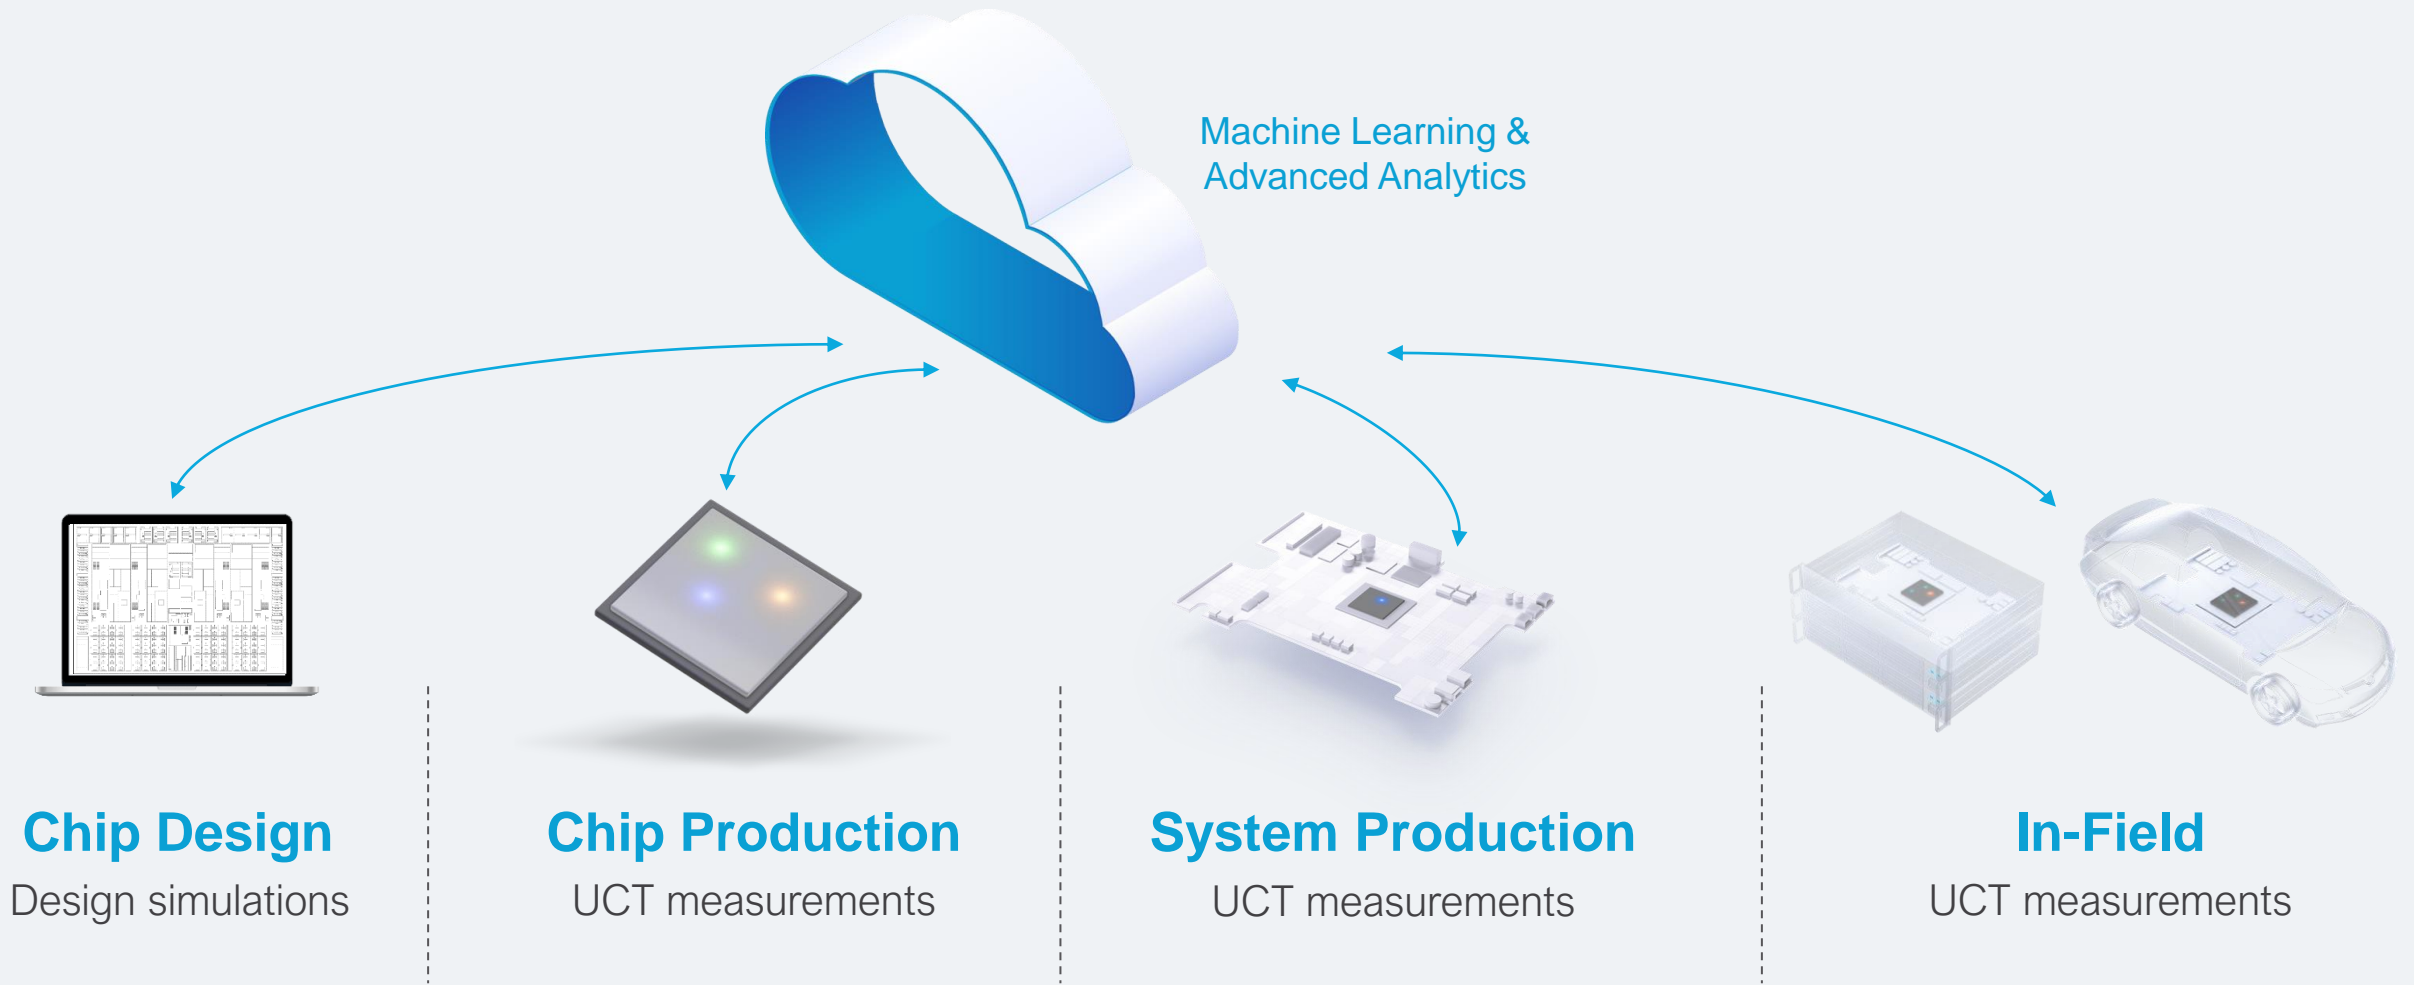 Machine Learning &
Advanced Analytics
Chip Design
Design simulations
Chip Production
UCT measurements
System Production
UCT measurements
In-Field
UCT measurements